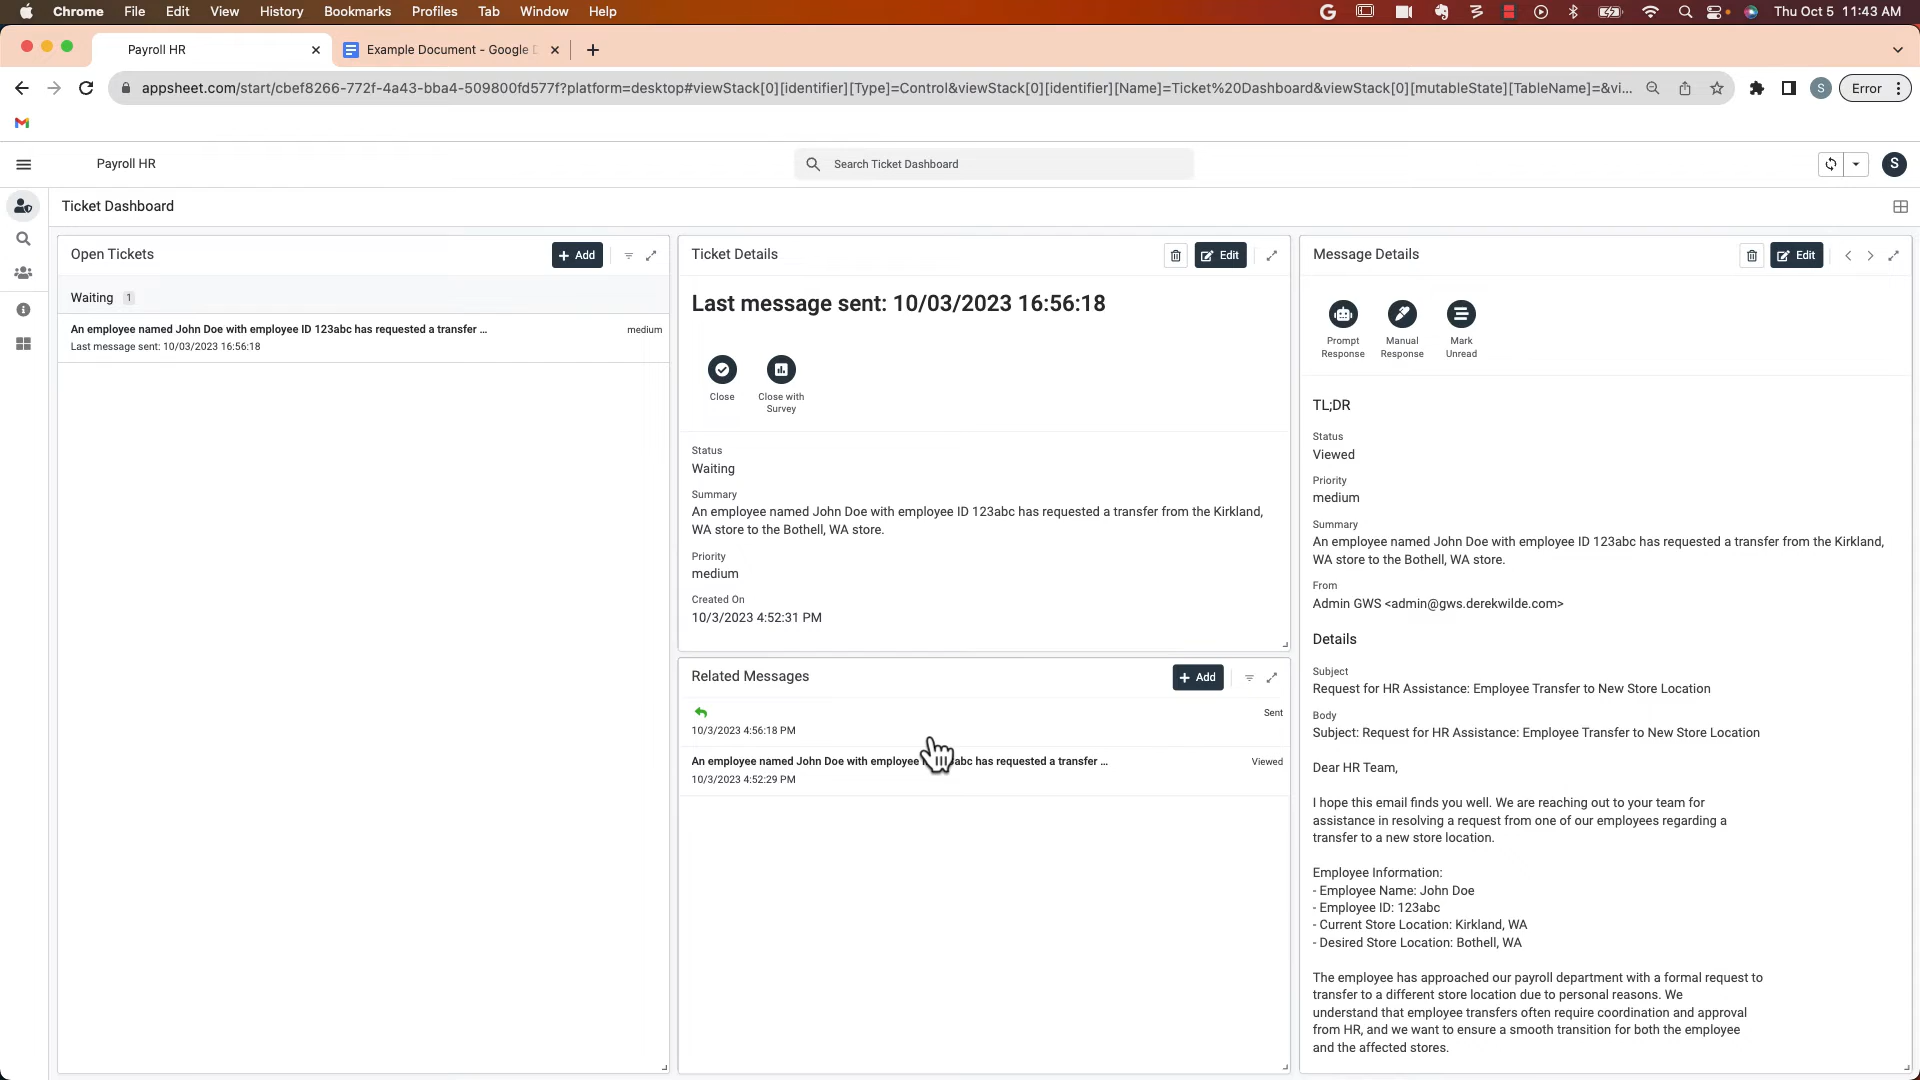 Chrome File Edit View History Bookmarks Profiles Tab Window Help
Thu Oct 5 11:43 AM
Payroll HR
Example Document - Google
appsheet.com/start/cbef8266-772f-4a43-bba4-509800fd577f?platform=desktop#viewStack[0][identifier][Type]=Control&viewStack[0][identifier][Name]=Ticket%20Dashboard&viewStack[0][mutableState][TableName]=&vi...
S
Error
Payroll HR
Search Ticket Dashboard
S
Ticket Dashboard
Open Tickets
Add
Waiting 1
An employee named John Doe with employee ID 123abc has requested a transfer ...
medium
Last message sent: 10/03/2023 16:56:18
Ticket Details
Edit
Last message sent: 10/03/2023 16:56:18
Close
Close with
Survey
Status
Waiting
Summary
An employee named John Doe with employee ID 123abc has requested a transfer from the Kirkland,
WA store to the Bothell, WA store.
Priority
medium
Created On
10/3/2023 4:52:31 PM
Related Messages
Add
Sent
10/3/2023 4:56:18 PM
An employee named John Doe with employee abc has requested a transfer ...
Viewed
10/3/2023 4:52:29 PM
Message Details
Edit
Prompt
Response
Manual
Response
Mark
Unread
TL;DR
Status
Viewed
Priority
medium
Summary
An employee named John Doe with employee ID 123abc has requested a transfer from the Kirkland,
WA store to the Bothell, WA store.
From
Admin GWS <admin@gws.derekwilde.com>
Details
Subject
Request for HR Assistance: Employee Transfer to New Store Location
Body
Subject: Request for HR Assistance: Employee Transfer to New Store Location
Dear HR Team,
I hope this email finds you well. We are reaching out to your team for
assistance in resolving a request from one of our employees regarding a
transfer to a new store location.
Employee Information:
- Employee Name: John Doe
- Employee ID: 123abc
- Current Store Location: Kirkland, WA
- Desired Store Location: Bothell, WA
The employee has approached our payroll department with a formal request to
transfer to a different store location due to personal reasons. We
understand that employee transfers often require coordination and approval
from HR, and we want to ensure a smooth transition for both the employee
and the affected stores.